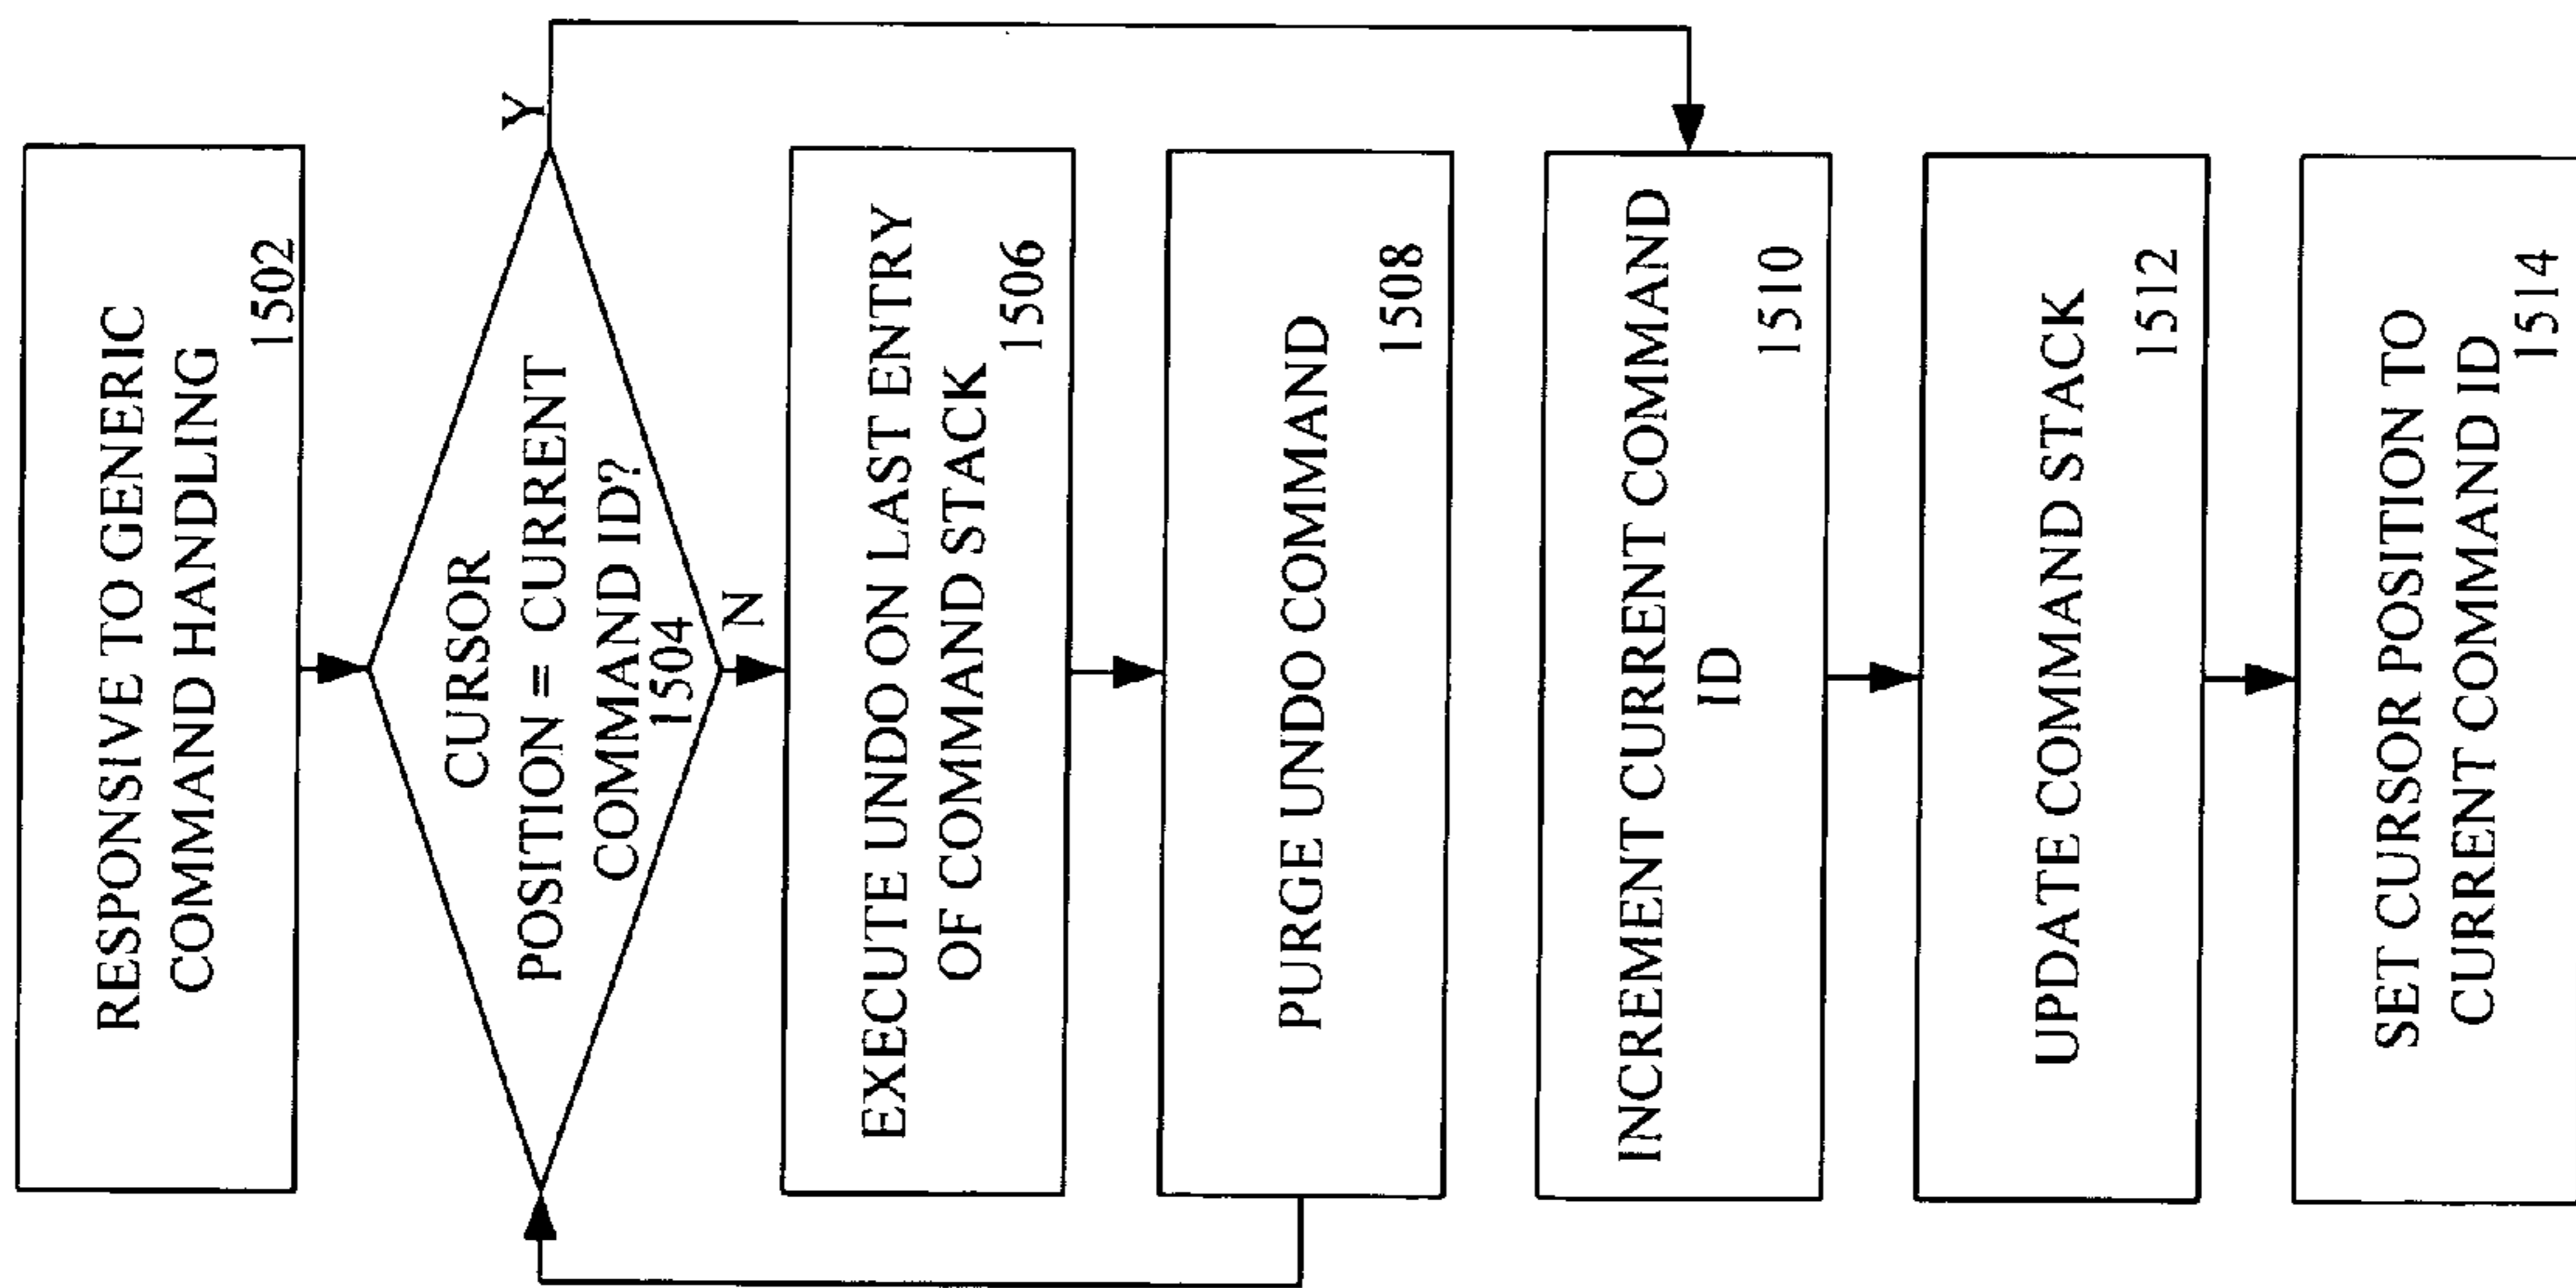 RESPONSIVE TO GENERIC
COMMAND HANDLING
1502
CURSOR
POSITION = CURRENT
COMMAND ID?
1504
Y
N
EXECUTE UNDO ON LAST ENTRY
OF COMMAND STACK
1506
PURGE UNDO COMMAND
1508
INCREMENT CURRENT COMMAND
ID
1510
UPDATE COMMAND STACK
1512
SET CURSOR POSITION TO
CURRENT COMMAND ID
1514